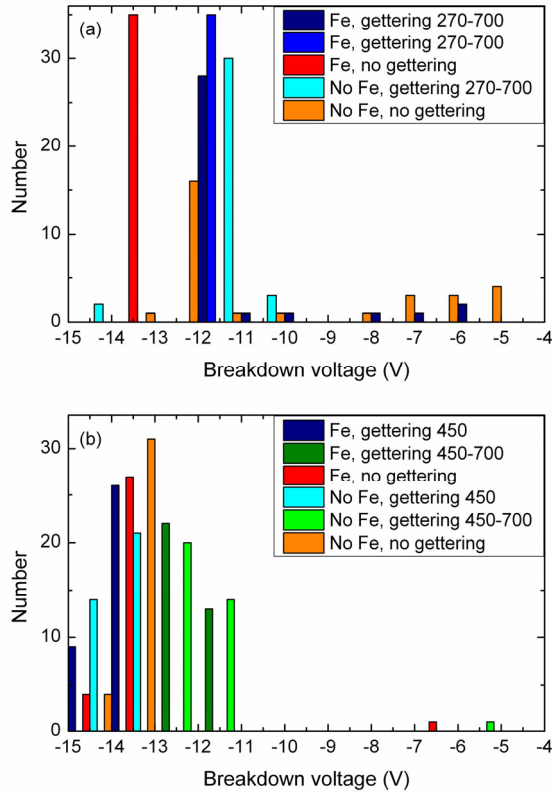 (a)
Fe, gettering 270-700
Fe, gettering 270-700
Fe, no gettering
No Fe, gettering 270-700
No Fe, no gettering
30
20
10
0
Number
-15 -14 -13 -12 -11 -10 -9 -8 -7 -6 -5 -4
Breakdown voltage (V)
(b)
Fe, gettering 450
Fe, gettering 450-700
Fe, no gettering
No Fe, gettering 450
No Fe, gettering 450-700
No Fe, no gettering
30
20
10
0
Number
-15 -14 -13 -12 -11 -10 -9 -8 -7 -6 -5 -4
Breakdown voltage (V)